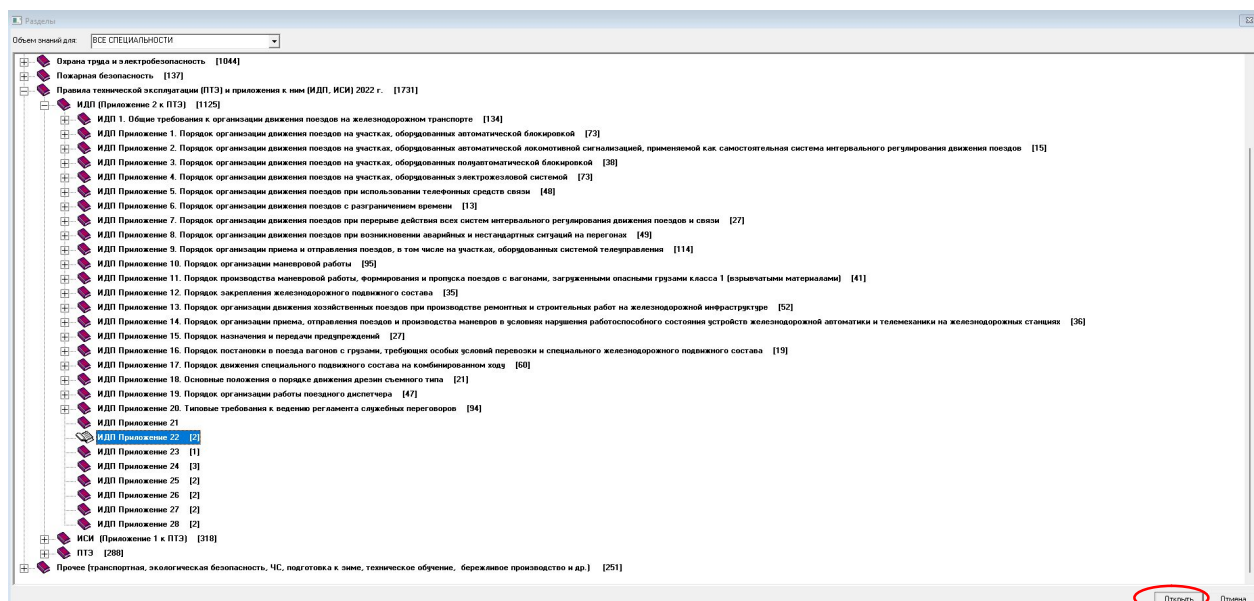 Разделы
Объем знаний для: ВСЕ СПЕЦИАЛЬНОСТИ
Охрана труда и электробезопасность [1044]
Пожарная безопасность [137]
Правила технической эксплуатации (ПТЭ) и приложения к ним (ИДП, ИСИ) 2022 г. [1731]
ИДП (Приложение 2 к ПТЭ) [1125]
ИДП 1. Общие требования к организации движения поездов на железнодорожном транспорте [134]
ИДП Приложение 1. Порядок организации движения поездов на участках, оборудованных автоматической блокировкой [73]
ИДП Приложение 2. Порядок организации движения поездов на участках, оборудованных автоматической локомотивной сигнализацией, применяемой как самостоятельная система интервального регулирования движения поездов [15]
ИДП Приложение 3. Порядок организации движения поездов на участках, оборудованных полуавтоматической блокировкой [38]
ИДП Приложение 4. Порядок организации движения поездов на участках, оборудованных электрожезловой системой [73]
ИДП Приложение 5. Порядок организации движения поездов при использовании телефонных средств связи [48]
ИДП Приложение 6. Порядок организации движения поездов с разграничением времени [13]
ИДП Приложение 7. Порядок организации движения поездов при перерыве действия всех систем интервального регулирования движения поездов и связи [27]
ИДП Приложение 8. Порядок организации движения поездов при возникновении аварийных и нестандартных ситуаций на перегонах [49]
ИДП Приложение 9. Порядок организации приема и отправления поездов, в том числе на участках, оборудованных системой телеуправления [114]
ИДП Приложение 10. Порядок организации маневровой работы [95]
ИДП Приложение 11. Порядок производства маневровой работы, формирования и пропуска поездов с вагонами, загруженными опасными грузами класса 1 (взрывчатыми материалами) [41]
ИДП Приложение 12. Порядок закрепления железнодорожного подвижного состава [35]
ИДП Приложение 13. Порядок организации движения хозяйственных поездов при производстве ремонтных и строительных работ на железнодорожной инфраструктуре [52]
ИДП Приложение 14. Порядок организации приема, отправления поездов и производства маневров в условиях нарушения работоспособного состояния устройств железнодорожной автоматики и телемеханики на железнодорожных станциях [36]
ИДП Приложение 15. Порядок назначения и передачи предупреждений [27]
ИДП Приложение 16. Порядок постановки в поезда вагонов с грузами, требующих особых условий перевозки и специального железнодорожного подвижного состава [19]
ИДП Приложение 17. Порядок движения специального подвижного состава на комбинированном ходу [60]
ИДП Приложение 18. Основные положения о порядке движения дрезин съемного типа [21]
ИДП Приложение 19. Порядок организации работы поездного диспетчера [47]
ИДП Приложение 20. Типовые требования к ведению регламента служебных переговоров [94]
ИДП Приложение 21
ИДП Приложение 22 [2]
ИДП Приложение 23 [1]
ИДП Приложение 24 [3]
ИДП Приложение 25 [2]
ИДП Приложение 26 [2]
ИДП Приложение 27 [2]
ИДП Приложение 28 [2]
ИСИ (Приложение 1 к ПТЭ) [318]
ПТЭ [288]
Прочее (транспортная, экологическая безопасность, ЧС, подготовка к зиме, техническое обучение, бережливое производство и др.) [251]
Открыть Отмена